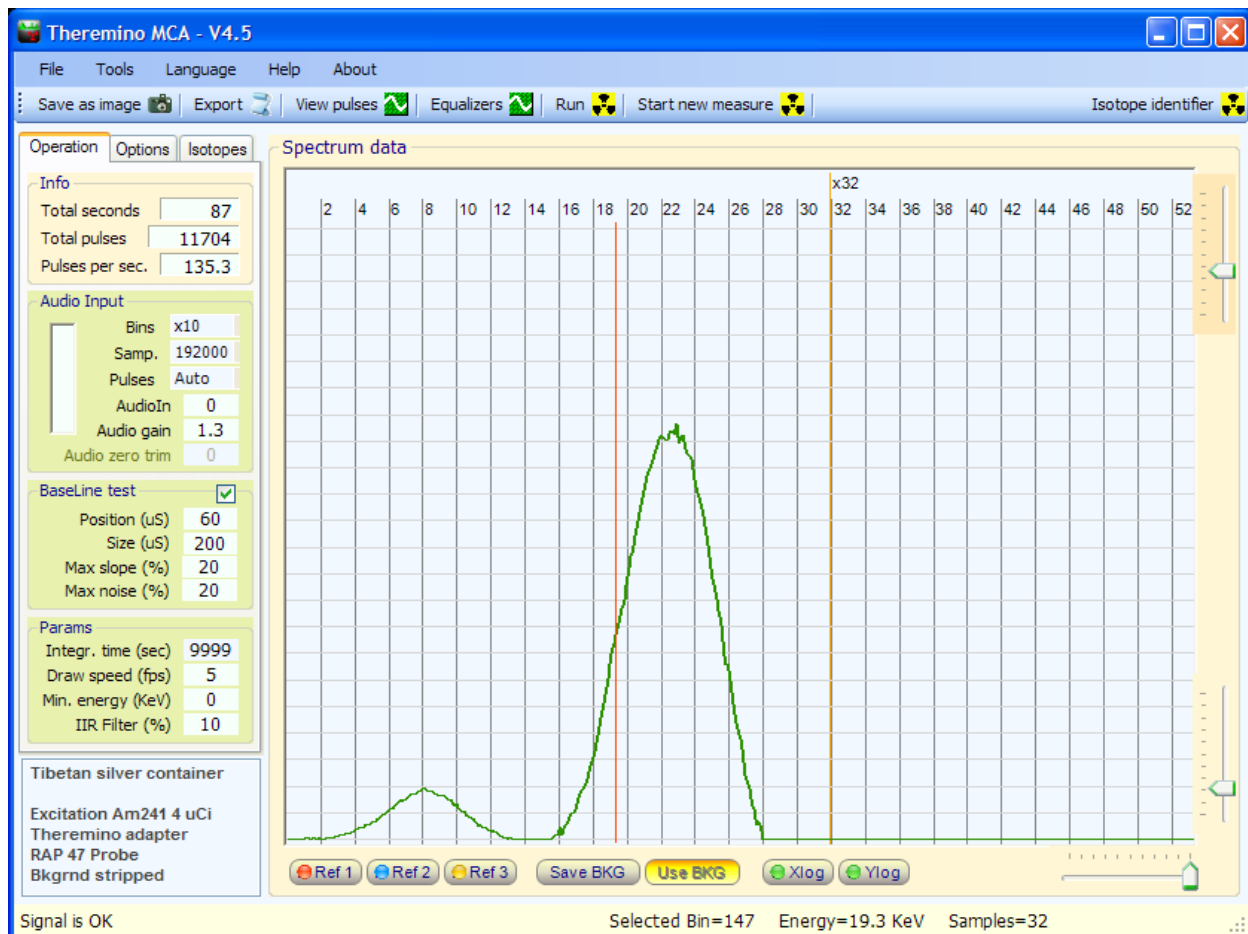 Theremino MCA - V4.5
File Tools Language Help About
Save as image Export View pulses Equalizers Run Start new measure Isotope identifier
Operation Options Isotopes
Info
Total seconds 87
Total pulses 11704
Pulses per sec. 135.3
Audio Input
Bins x10
Samp. 192000
Pulses Auto
AudioIn 0
Audio gain 1.3
Audio zero trim 0
BaseLine test
Position (uS) 60
Size (uS) 200
Max slope (%) 20
Max noise (%) 20
Params
Integr. time (sec) 9999
Draw speed (fps) 5
Min. energy (KeV) 0
IIR Filter (%) 10
Tibetan silver container
Excitation Am241 4 uCi
Theremino adapter
RAP 47 Probe
Bkgrnd stripped
Spectrum data
x32
2 4 6 8 10 12 14 16 18 20 22 24 26 28 30 32 34 36 38 40 42 44 46 48 50 52
Ref 1 Ref 2 Ref 3 Save BKG Use BKG Xlog Ylog
Signal is OK Selected Bin=147 Energy=19.3 KeV Samples=32